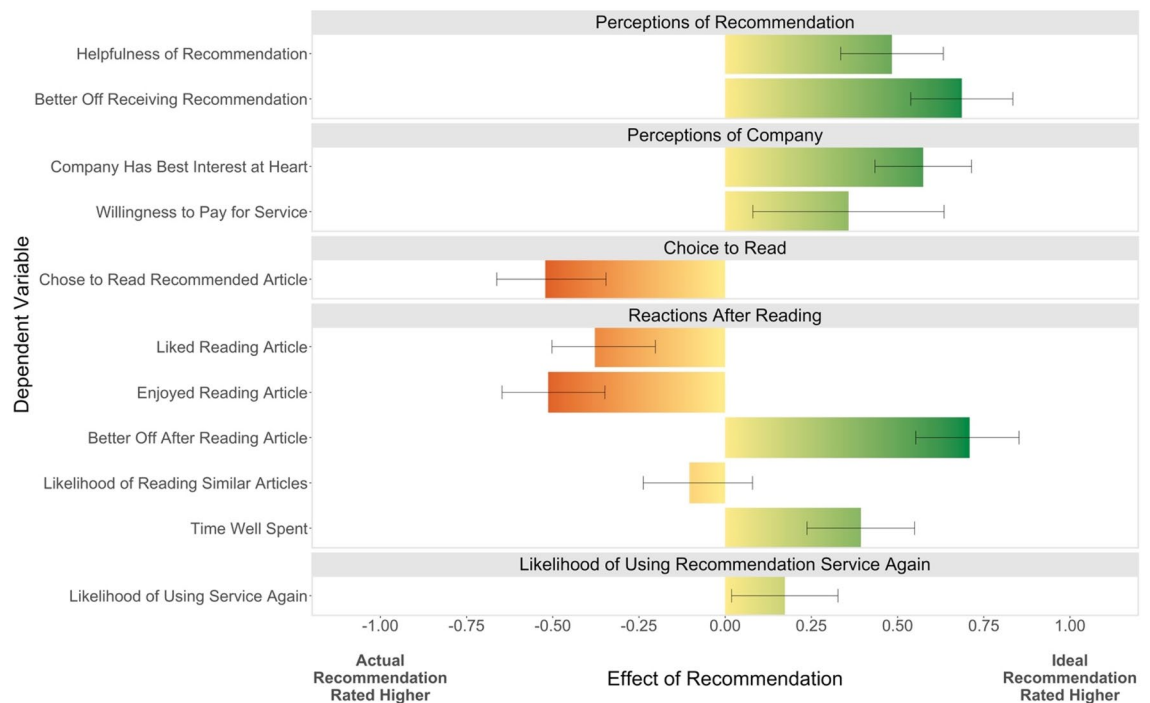 Perceptions of Recommendation
Helpfulness of Recommendation
Better Off Receiving Recommendation
Perceptions of Company
Company Has Best Interest at Heart
Willingness to Pay for Service
Choice to Read
Chose to Read Recommended Article
Reactions After Reading
Liked Reading Article
Enjoyed Reading Article
Better Off After Reading Article
Likelihood of Reading Similar Articles
Time Well Spent
Likelihood of Using Recommendation Service Again
Likelihood of Using Service Again
Dependent Variable
-1.00 -0.75 -0.50 -0.25 0.00 0.25 0.50 0.75 1.00
Actual
Recommendation
Rated Higher
Effect of Recommendation
Ideal
Recommendation
Rated Higher